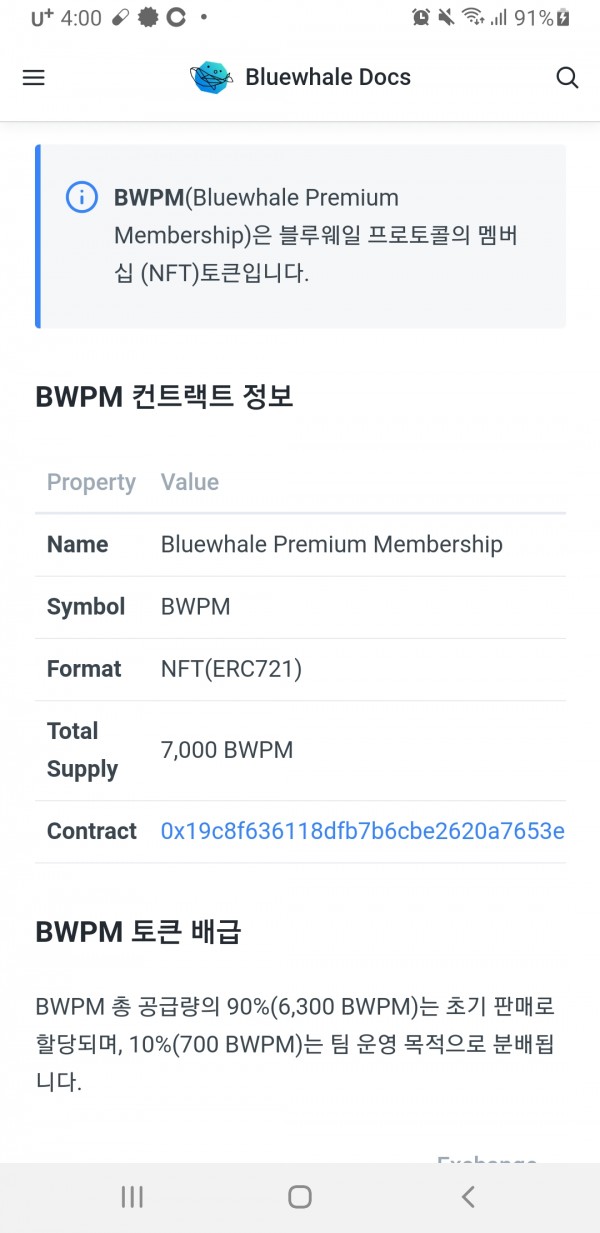 U+ 4:00 91%
Bluewhale Docs
BWPM(Bluewhale Premium
Membership)은 블루웨일 프로토콜의 멤버
십 (NFT)토큰입니다.
BWPM 컨트랙트 정보
Property Value
Name Bluewhale Premium Membership
Symbol BWPM
Format NFT(ERC721)
Total
Supply 7,000 BWPM
Contract 0x19c8f636118dfb7b6cbe2620a7653e
BWPM 토큰 배급
BWPM 총 공급량의 90%(6,300 BWPM)는 초기 판매로
할당되며, 10%(700 BWPM)는 팀 운영 목적으로 분배됩
니다.
Exchange